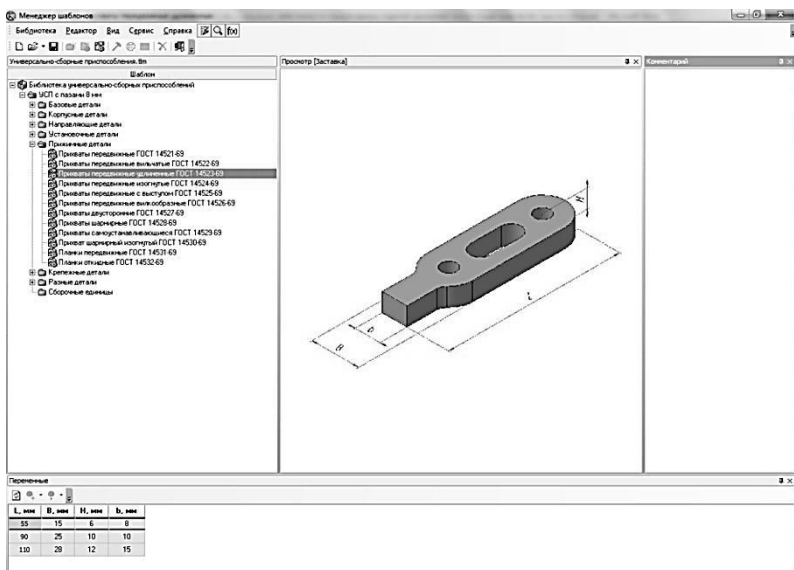 Менеджер шаблонов
Библиотека Редактор Вид Сервис Справка f(x)
Универсально-сборные приспособления.tlm
Просмотр [Заставка]
Комментарий
Шаблон
Библиотека универсально-сборных приспособлений
УСП с пазами 8 мм
Базовые детали
Корпусные детали
Направляющие детали
Установочные детали
Прижимные детали
Прихваты передвижные ГОСТ 14521-69
Прихваты передвижные вильчатые ГОСТ 14522-69
Прихваты передвижные удлиненные ГОСТ 14523-69
Прихваты передвижные изогнутые ГОСТ 14524-69
Прихваты передвижные с выступом ГОСТ 14525-69
Прихваты передвижные вилкообразные ГОСТ 14526-69
Прихваты двусторонние ГОСТ 14527-69
Прихваты шарнирные ГОСТ 14528-69
Прихваты самоустанавливающиеся ГОСТ 14529-69
Прихват шарнирный изогнутый ГОСТ 14530-69
Планки передвижные ГОСТ 14531-69
Планки откидные ГОСТ 14532-69
Крепежные детали
Разные детали
Сборочные единицы
H
L
b
B
Переменные
L, мм B, мм H, мм b, мм
55 15 6 8
90 25 10 10
110 28 12 15